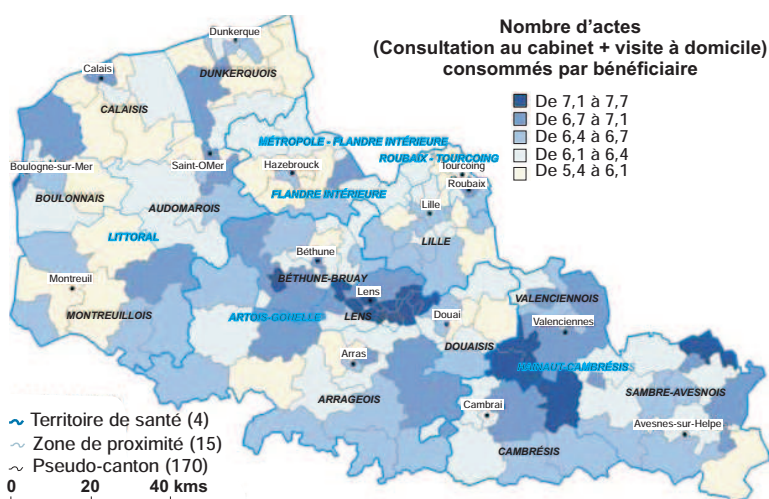 Nombre d'actes
(Consultation au cabinet + visite à domicile)
consommés par bénéficiaire
De 7,1 à 7,7
De 6,7 à 7,1
De 6,4 à 6,7
De 6,1 à 6,4
De 5,4 à 6,1
Dunkerque
Calais
DUNKERQUOIS
CALAISIS
MÉTROPOLE - FLANDRE INTÉRIEURE
Boulogne-sur-Mer
Saint-OMer
Hazebrouck
ROUBAIX - TOURCOING
Tourcoing
Roubaix
BOULONNAIS
AUDOMAROIS
FLANDRE INTÉRIEURE
Lille
LITTORAL
LILLE
Béthune
Montreuil
BÉTHUNE-BRUAY
Lens
VALENCIENNOIS
MONTREUILLOIS
ARTOIS-GOHELLE
LENS
Douai
Valenciennes
DOUAISIS
Arras
HAINAUT-CAMBRÉSIS
SAMBRE-AVESNOIS
ARRAGEOIS
Cambrai
Avesnes-sur-Helpe
CAMBRÉSIS
Territoire de santé (4)
Zone de proximité (15)
Pseudo-canton (170)
0 20 40 kms